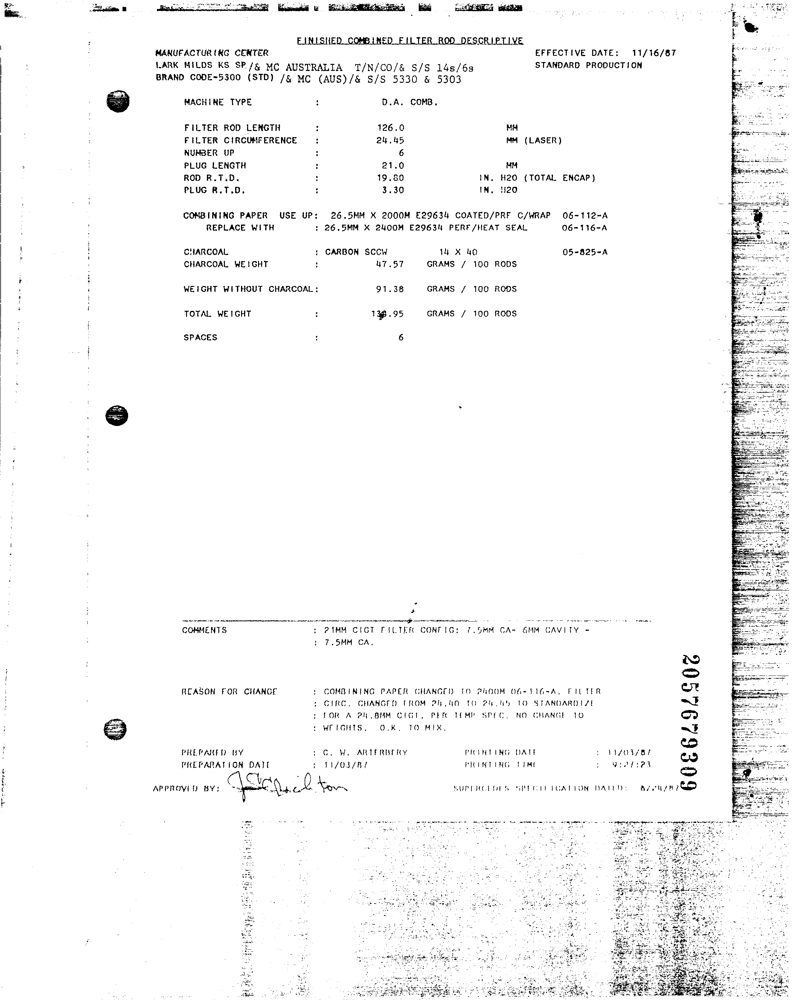 FINISHED COMBINED FILTER ROD DESCRIPTIVE
MANUFACTURING CENTER EFFECTIVE DATE: 11/16/87
LARK MILDS KS SP /& MC AUSTRALIA T/N/CO/& S/S 14s/6s STANDARD PRODUCTION
BRAND CODE-5300 (STD) /& MC (AUS)/& S/S 5330 & 5303
MACHINE TYPE : D.A. COMB.
FILTER ROD LENGTH : 126.0 MM
FILTER CIRCUMFERENCE : 24.45 MM (LASER)
NUMBER UP : 6
PLUG LENGTH : 21.0 MM
ROD R.T.D. : 19.80 IN. H2O (TOTAL ENCAP)
PLUG R.T.D. : 3.30 IN. H2O
COMBINING PAPER USE UP: 26.5MM X 2000M E29634 COATED/PRF C/WRAP 06-112-A
REPLACE WITH : 26.5MM X 2400M E29634 PERF/HEAT SEAL 06-116-A
CHARCOAL : CARBON SCCW 14 X 40 05-825-A
CHARCOAL WEIGHT : 47.57 GRAMS / 100 RODS
WEIGHT WITHOUT CHARCOAL: 91.38 GRAMS / 100 RODS
TOTAL WEIGHT : 138.95 GRAMS / 100 RODS
SPACES : 6
COMMENTS : 21MM CIGT FILTER CONFIG: 7.5MM CA- 6MM CAVITY -
: 7.5MM CA.
REASON FOR CHANGE : COMBINING PAPER CHANGED TO 2400M 06-116-A. FILTER
: CIRC. CHANGED FROM 24.40 TO 24.45 TO STANDARDIZE
: FOR A 24.8MM CIGT. PER TEMP SPEC. NO CHANGE TO
: WEIGHTS. O.K. TO MIX.
PREPARED BY : C. W. ARTERBERY PRINTING DATE : 11/03/87
PREPARATION DATE : 11/03/87 PRINTING TIME : 9:27:23
APPROVED BY: SUPERCEDES SPECIFICATION DATED:
2057679309